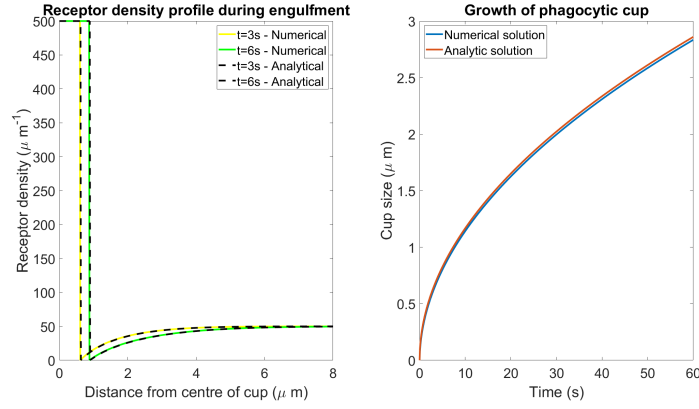 Receptor density profile during engulfment
500
450
400
350
300
250
200
150
100
50
0
Receptor density (μ m⁻¹)
t=3s - Numerical
t=6s - Numerical
t=3s - Analytical
t=6s - Analytical
0 2 4 6 8
Distance from centre of cup (μ m)
Growth of phagocytic cup
3
2.5
2
1.5
1
0.5
0
Cup size (μ m)
Numerical solution
Analytic solution
0 10 20 30 40 50 60
Time (s)